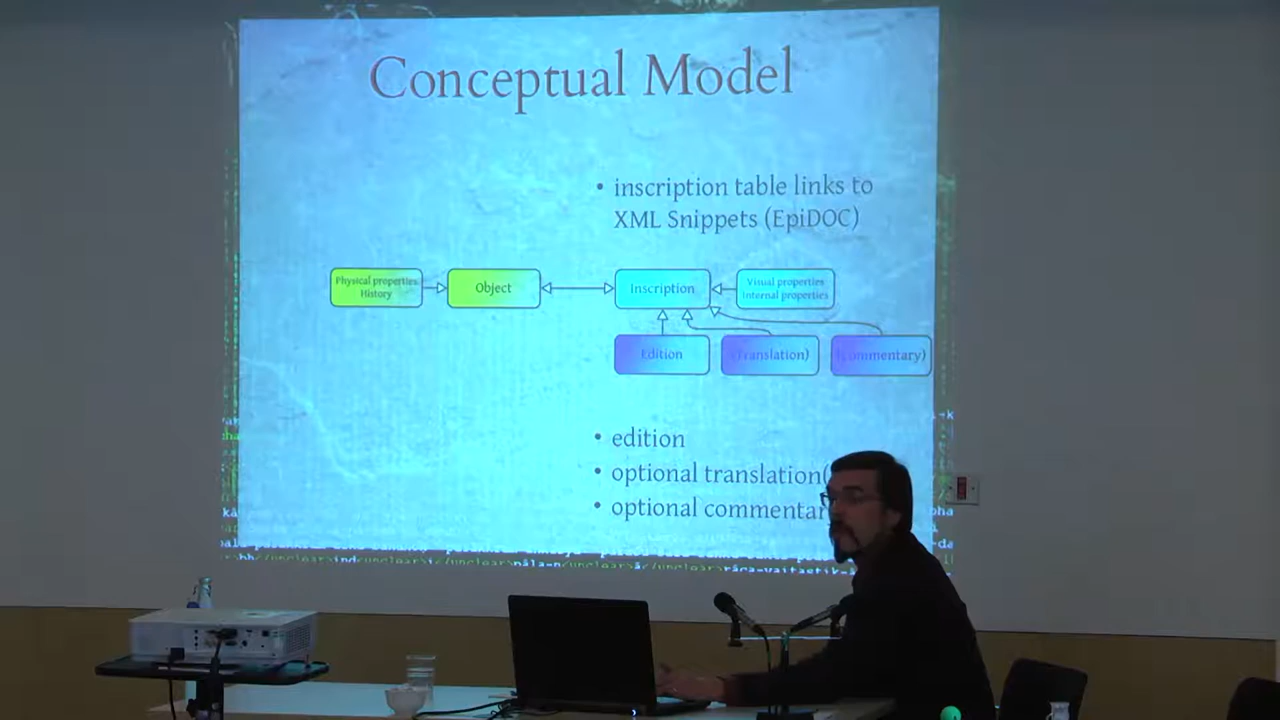 Conceptual Model
• inscription table links to
XML Snippets (EpiDOC)
Physical properties
History
Object
Inscription
Visual properties
Internal properties
Edition
(Translation)
(Commentary)
• edition
• optional translation(
• optional commentar